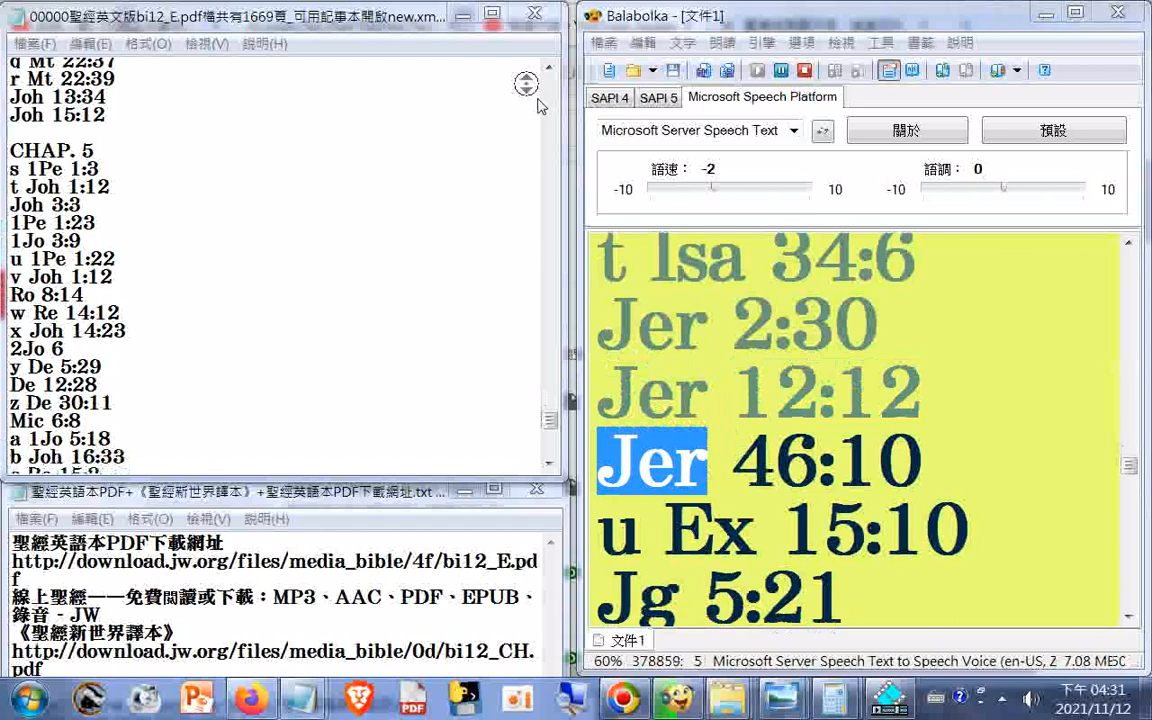 00000聖經英文版bi12_E.pdf檔共有1669頁_可用記事本開啟new.xm...
檔案(F) 編輯(E) 格式(O) 檢視(V) 說明(H)
q Mt 22:37
r Mt 22:39
Joh 13:34
Joh 15:12
CHAP. 5
s 1Pe 1:3
t Joh 1:12
Joh 3:3
1Pe 1:23
1Jo 3:9
u 1Pe 1:22
v Joh 1:12
Ro 8:14
w Re 14:12
x Joh 14:23
2Jo 6
y De 5:29
De 12:28
z De 30:11
Mic 6:8
a 1Jo 5:18
b Joh 16:33
聖經英語本PDF+《聖經新世界譯本》+聖經英語本PDF下載網址.txt ...
檔案(F) 編輯(E) 格式(O) 檢視(V) 說明(H)
聖經英語本PDF下載網址
http://download.jw.org/files/media_bible/4f/bi12_E.pd
f
線上聖經——免費閱讀或下載：MP3、AAC、PDF、EPUB、
錄音 - JW
《聖經新世界譯本》
http://download.jw.org/files/media_bible/0d/bi12_CH.
pdf
Balabolka - [文件1]
檔案 編輯 文字 朗讀 引擎 選項 檢視 工具 書籤 說明
SAPI 4 SAPI 5 Microsoft Speech Platform
Microsoft Server Speech Text 關於 預設
語速： -2 語調： 0
-10 10 -10 10
t Isa 34:6
Jer 2:30
Jer 12:12
Jer 46:10
u Ex 15:10
Jg 5:21
文件1
60% 378859: 5 Microsoft Server Speech Text to Speech Voice (en-US, Z 7.08 MB
下午 04:31
2021/11/12